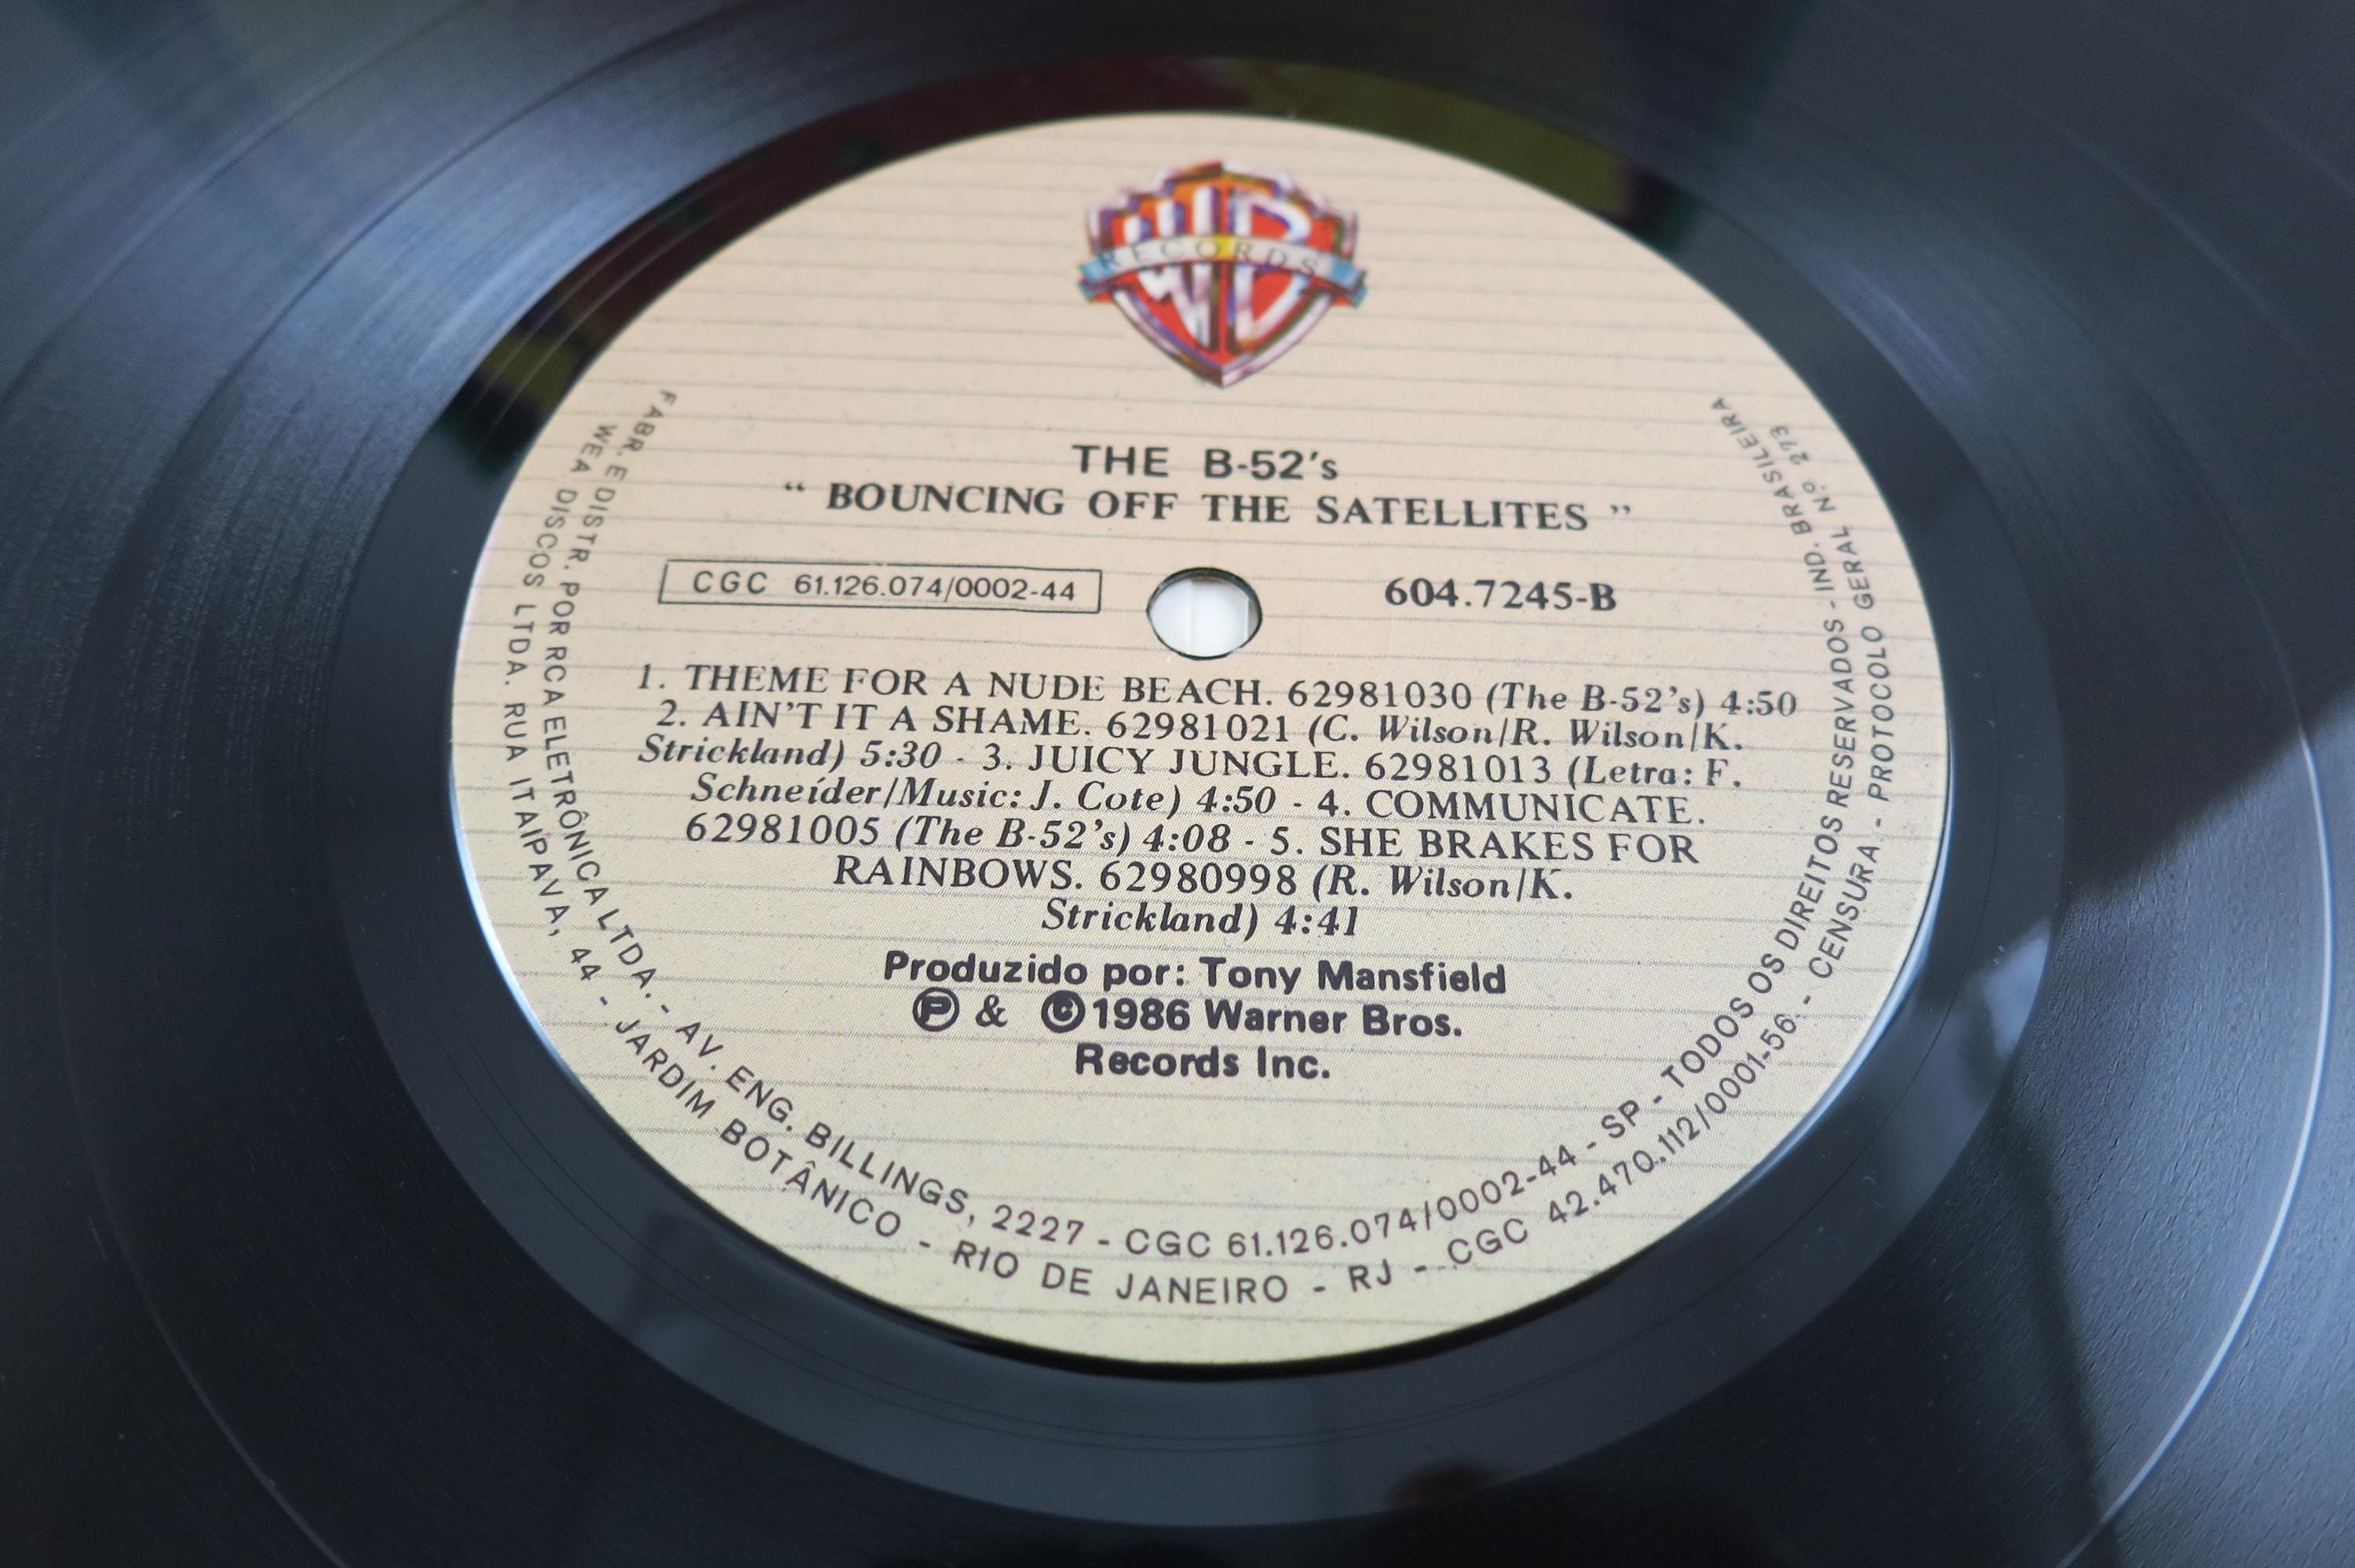 WB
RECORDS
THE B-52's
" BOUNCING OFF THE SATELLITES "
CGC 61.126.074/0002-44
604.7245-B
1. THEME FOR A NUDE BEACH. 62981030 (The B-52's) 4:50
2. AIN'T IT A SHAME. 62981021 (C. Wilson/R. Wilson/K.
Strickland) 5:30 - 3. JUICY JUNGLE. 62981013 (Letra: F.
Schneider/Music: J. Cote) 4:50 - 4. COMMUNICATE.
62981005 (The B-52's) 4:08 - 5. SHE BRAKES FOR
RAINBOWS. 62980998 (R. Wilson/K.
Strickland) 4:41
Produzido por: Tony Mansfield
Ⓟ & © 1986 Warner Bros.
Records Inc.
FABR. E DISTR. POR RCA ELETRÔNICA LTDA. - AV. ENG. BILLINGS, 2227 - CGC 61.126.074/0002-44 - SP - TODOS OS DIREITOS RESERVADOS - IND. BRASILEIRA
WEA DISCOS LTDA. RUA ITAIPAVA, 44 - JARDIM BOTÂNICO - RIO DE JANEIRO - RJ - CGC 42.470.112/0001-56. - CENSURA. - PROTOCOLO GERAL Nº 273